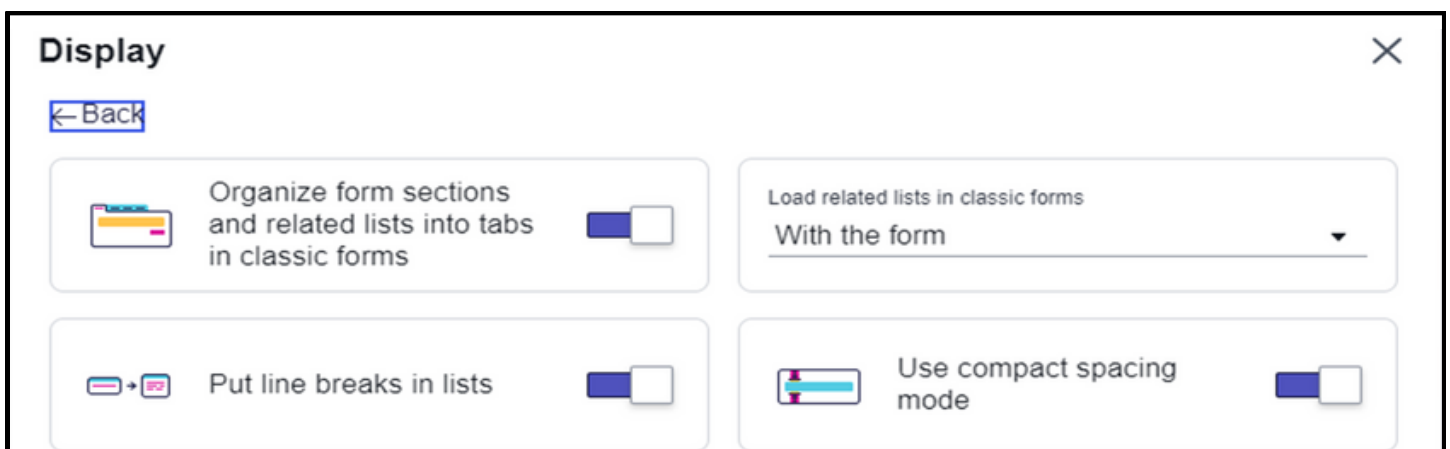 Display
←Back
Organize form sections
and related lists into tabs
in classic forms
Load related lists in classic forms
With the form
Put line breaks in lists
Use compact spacing
mode